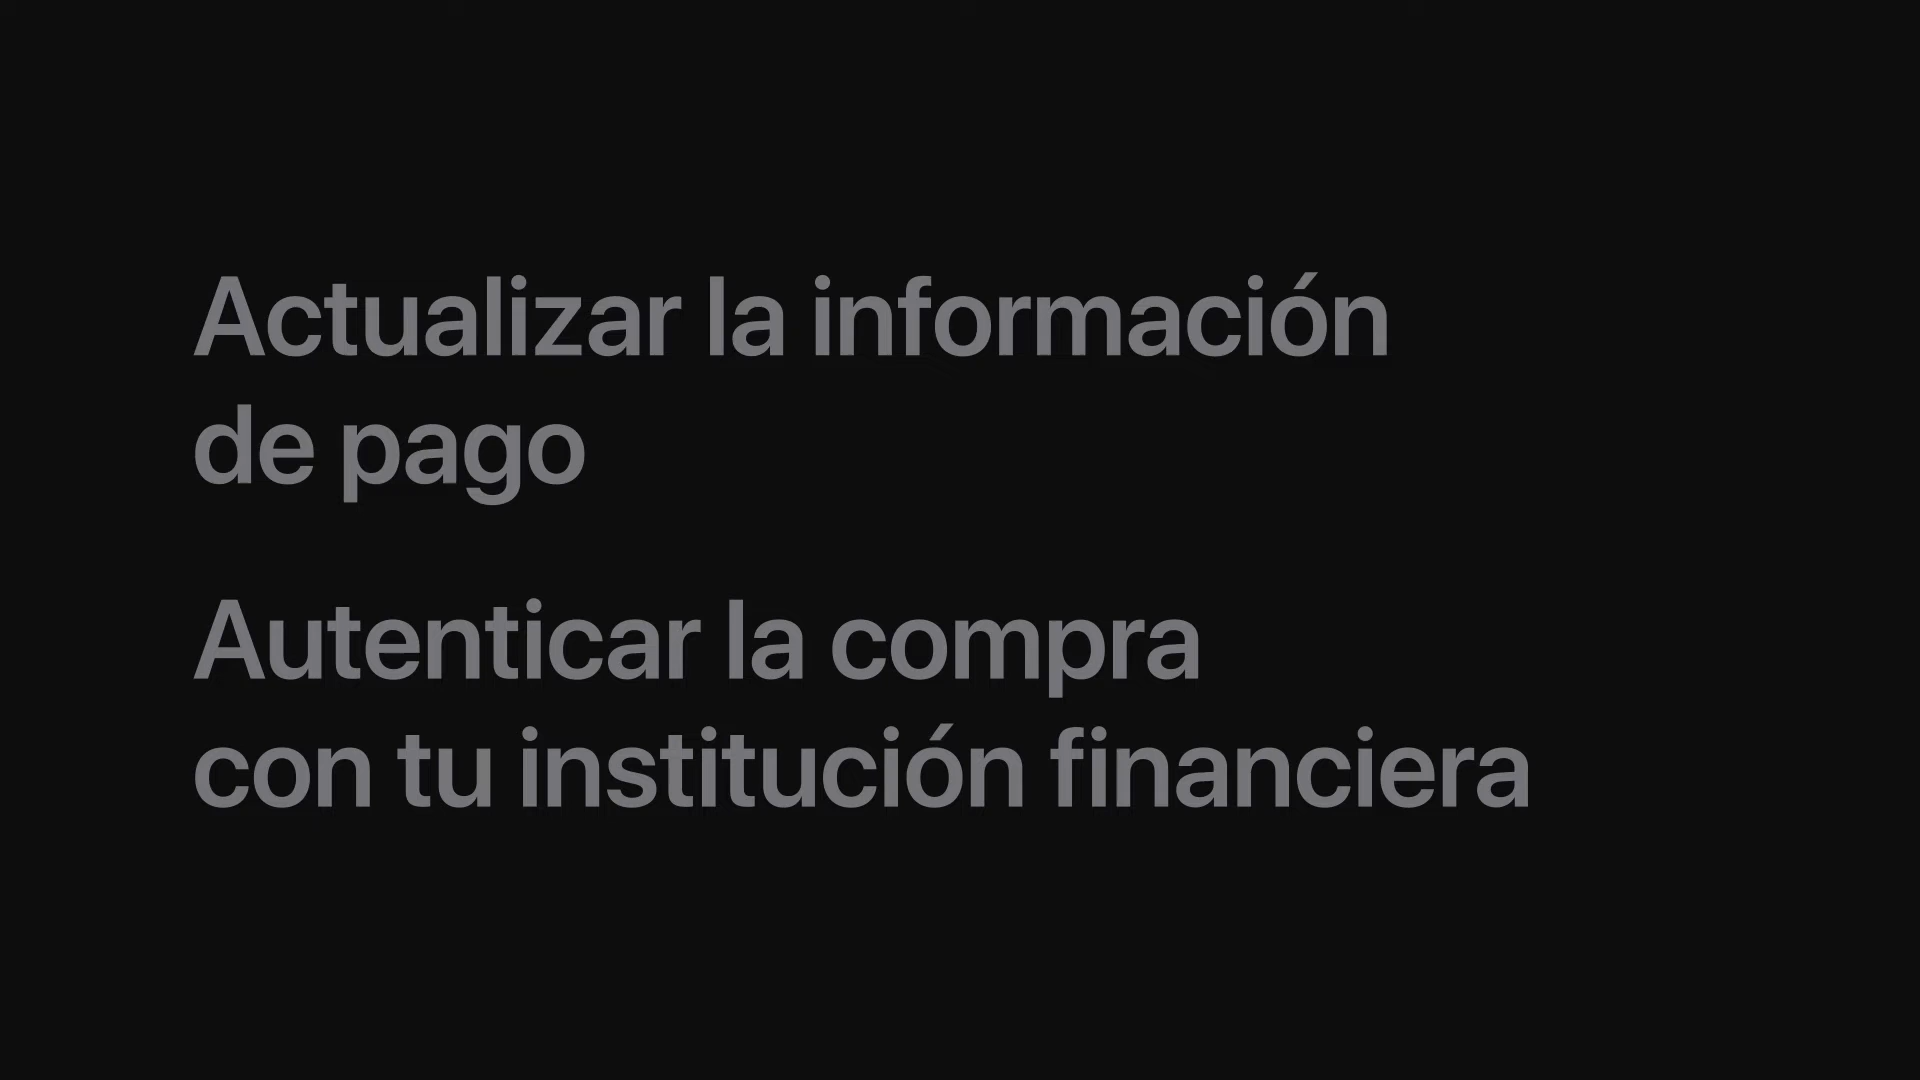 Actualizar la información
de pago
Autenticar la compra
con tu institución financiera